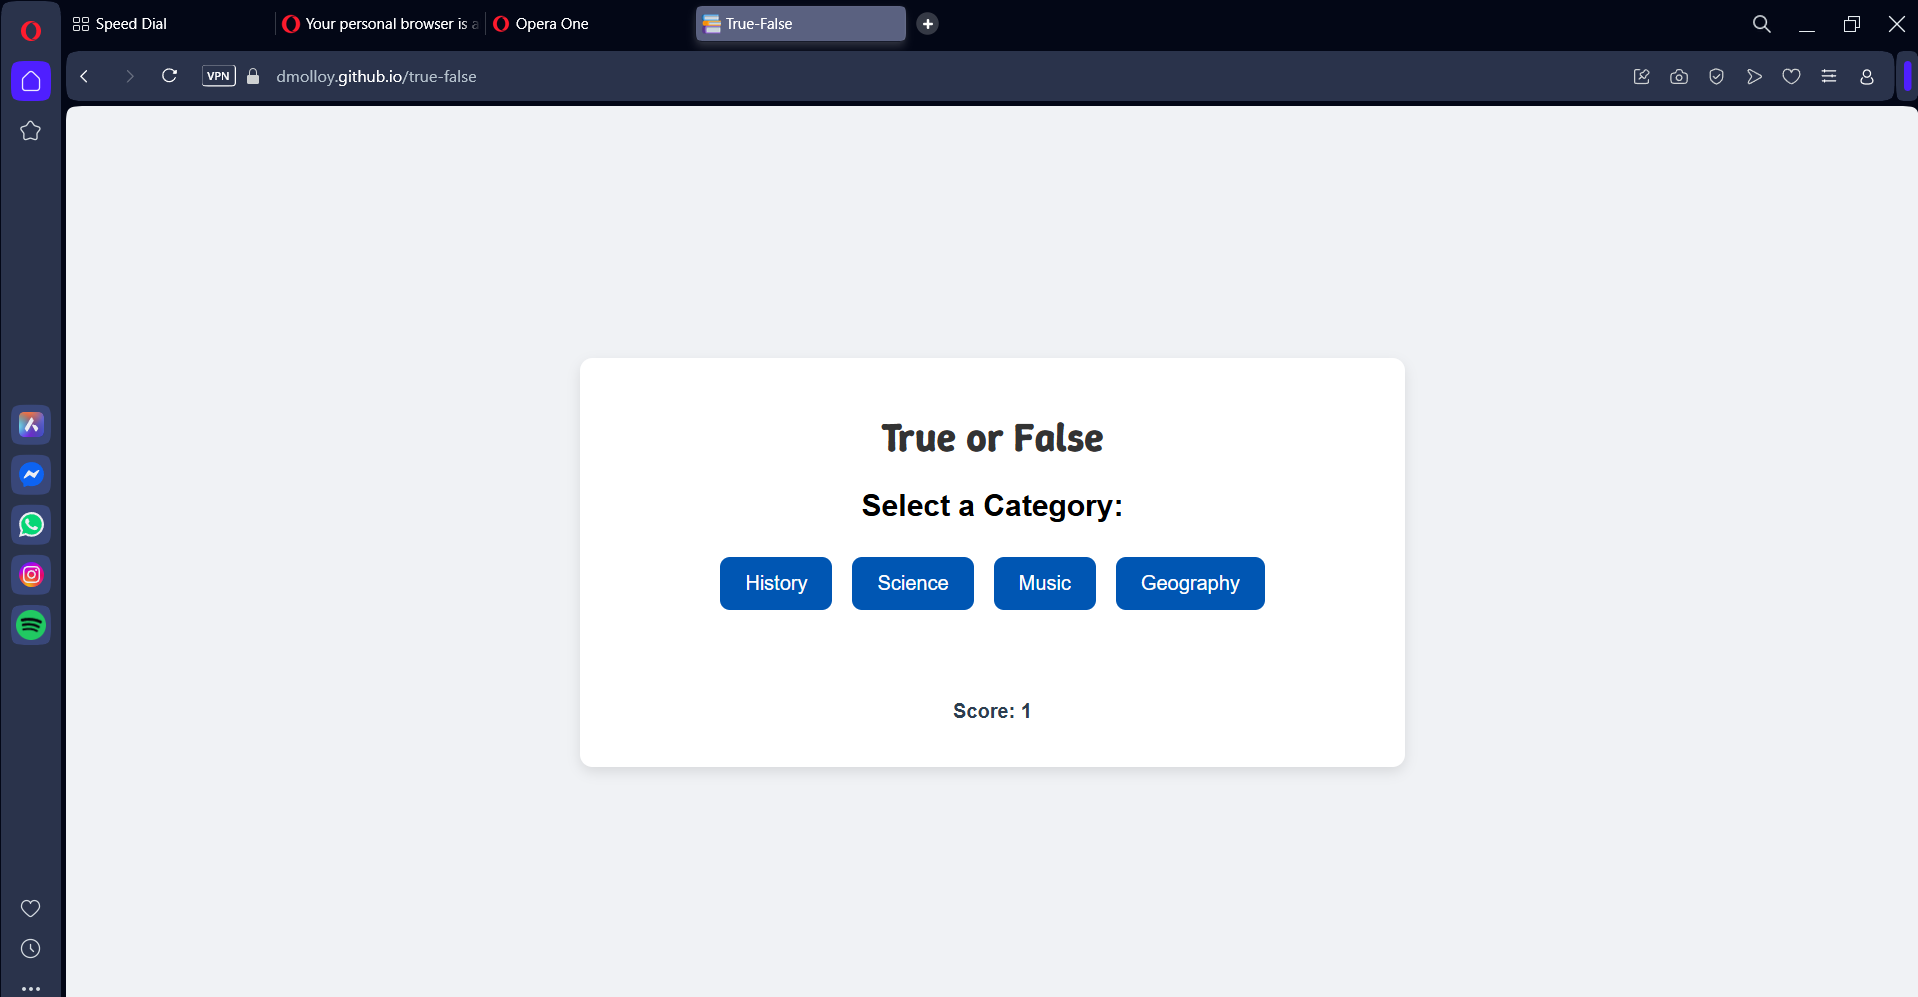 Speed Dial
Your personal browser is a
Opera One
True-False
VPN
dmolloy.github.io/true-false
True or False
Select a Category:
History
Science
Music
Geography
Score: 1